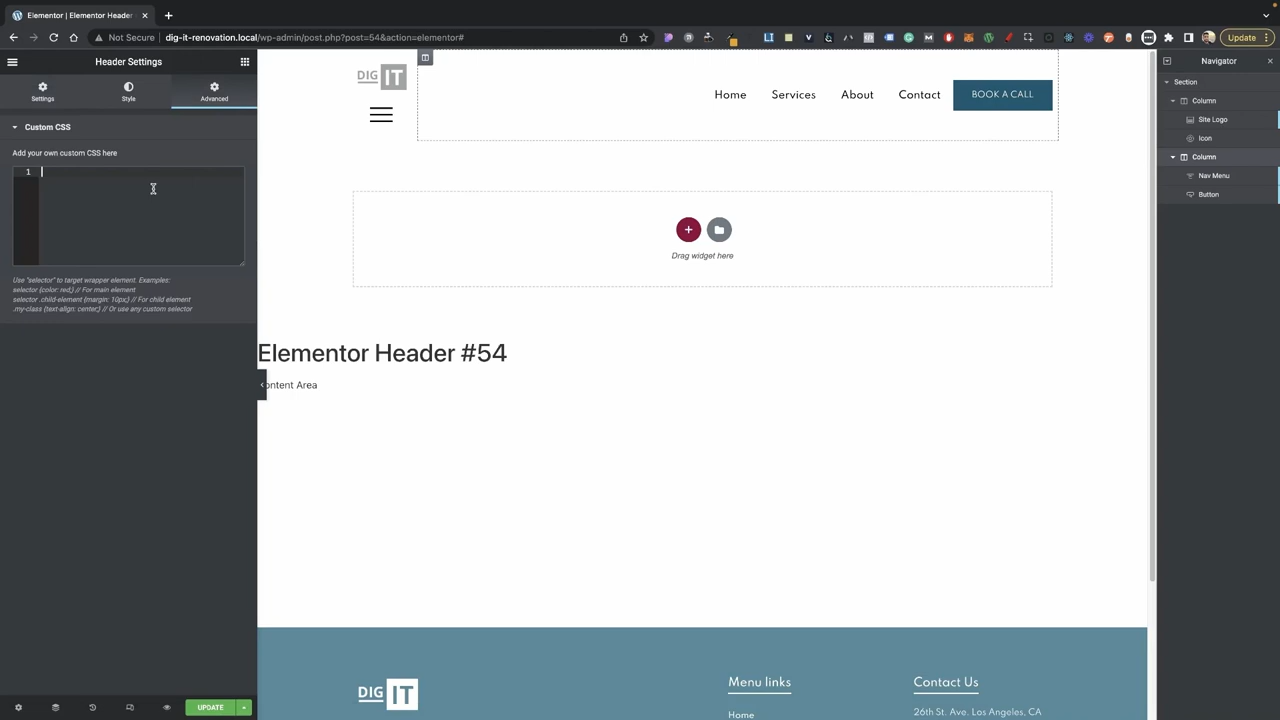 Elementor | Elementor Header
Not Secure
dig-it-renovation.local/wp-admin/post.php?post=54&action=elementor#
Update
Header Settings
Settings
Style
Advanced
Custom CSS
Add your own custom CSS here
1
Use "selector" to target wrapper element. Examples:
selector {color: red;} // For main element
selector .child-element {margin: 10px;} // For child element
.my-class {text-align: center;} // Or use any custom selector
UPDATE
DIG IT
Home
Services
About
Contact
BOOK A CALL
Drag widget here
Elementor Header #54
ontent Area
DIG IT
Menu links
Home
Contact Us
26th St. Ave. Los Angeles, CA
Navigator
Section
Column
Site Logo
Icon
Column
Nav Menu
Button